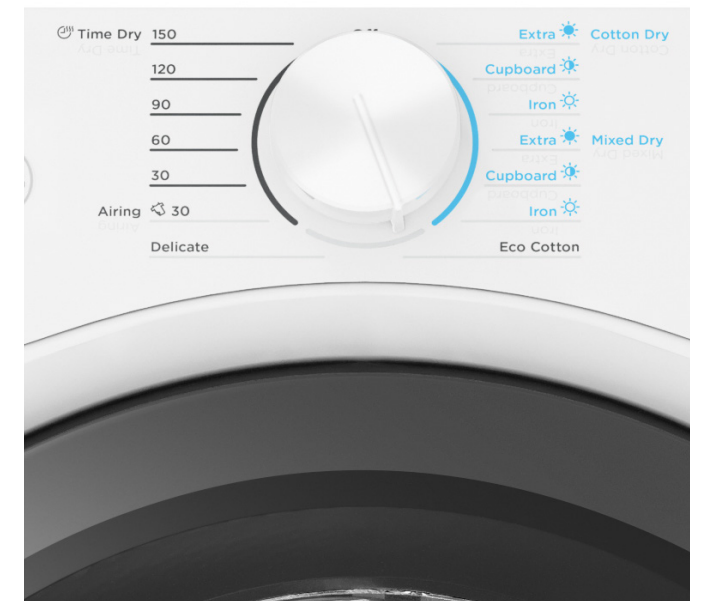 Time Dry 150
120
90
60
30
Airing 30
Delicate
Extra Cotton Dry
Cupboard
Iron
Extra Mixed Dry
Cupboard
Iron
Eco Cotton